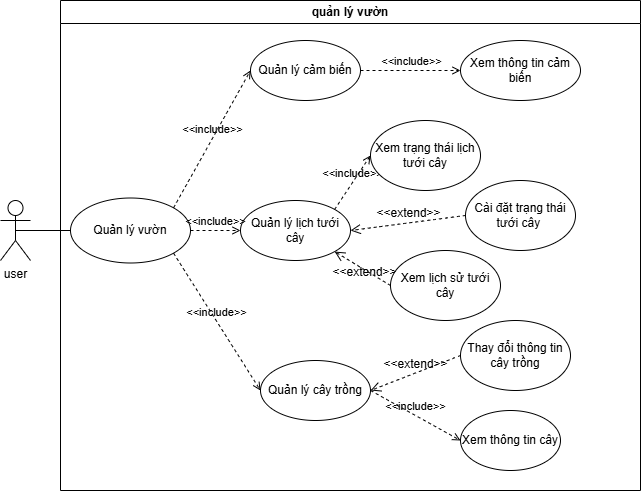 quản lý vườn
<<include>>
Quản lý cảm biến
<<include>>
Xem thông tin cảm
biến
Xem trạng thái lịch
tưới cây
<<include>>
<<include>>
Quản lý lịch tưới
cây
<<extend>>
Cài đặt trạng thái
tưới cây
<<extend>>
Xem lịch sử tưới
cây
user
Quản lý vườn
<<include>>
Quản lý cây trồng
<<extend>>
Thay đổi thông tin
cây trồng
<<include>>
Xem thông tin cây